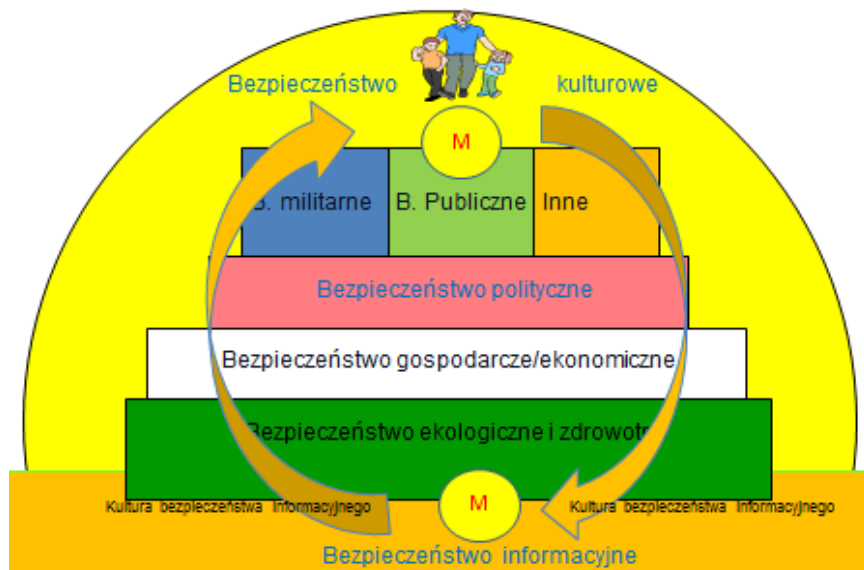 Bezpieczeństwo kulturowe
M
B. militarne B. Publiczne Inne
Bezpieczeństwo polityczne
Bezpieczeństwo gospodarcze/ekonomiczne
Bezpieczeństwo ekologiczne i zdrowotne
Kultura bezpieczeństwa Informacyjnego M Kultura bezpieczeństwa Informacyjnego
Bezpieczeństwo informacyjne